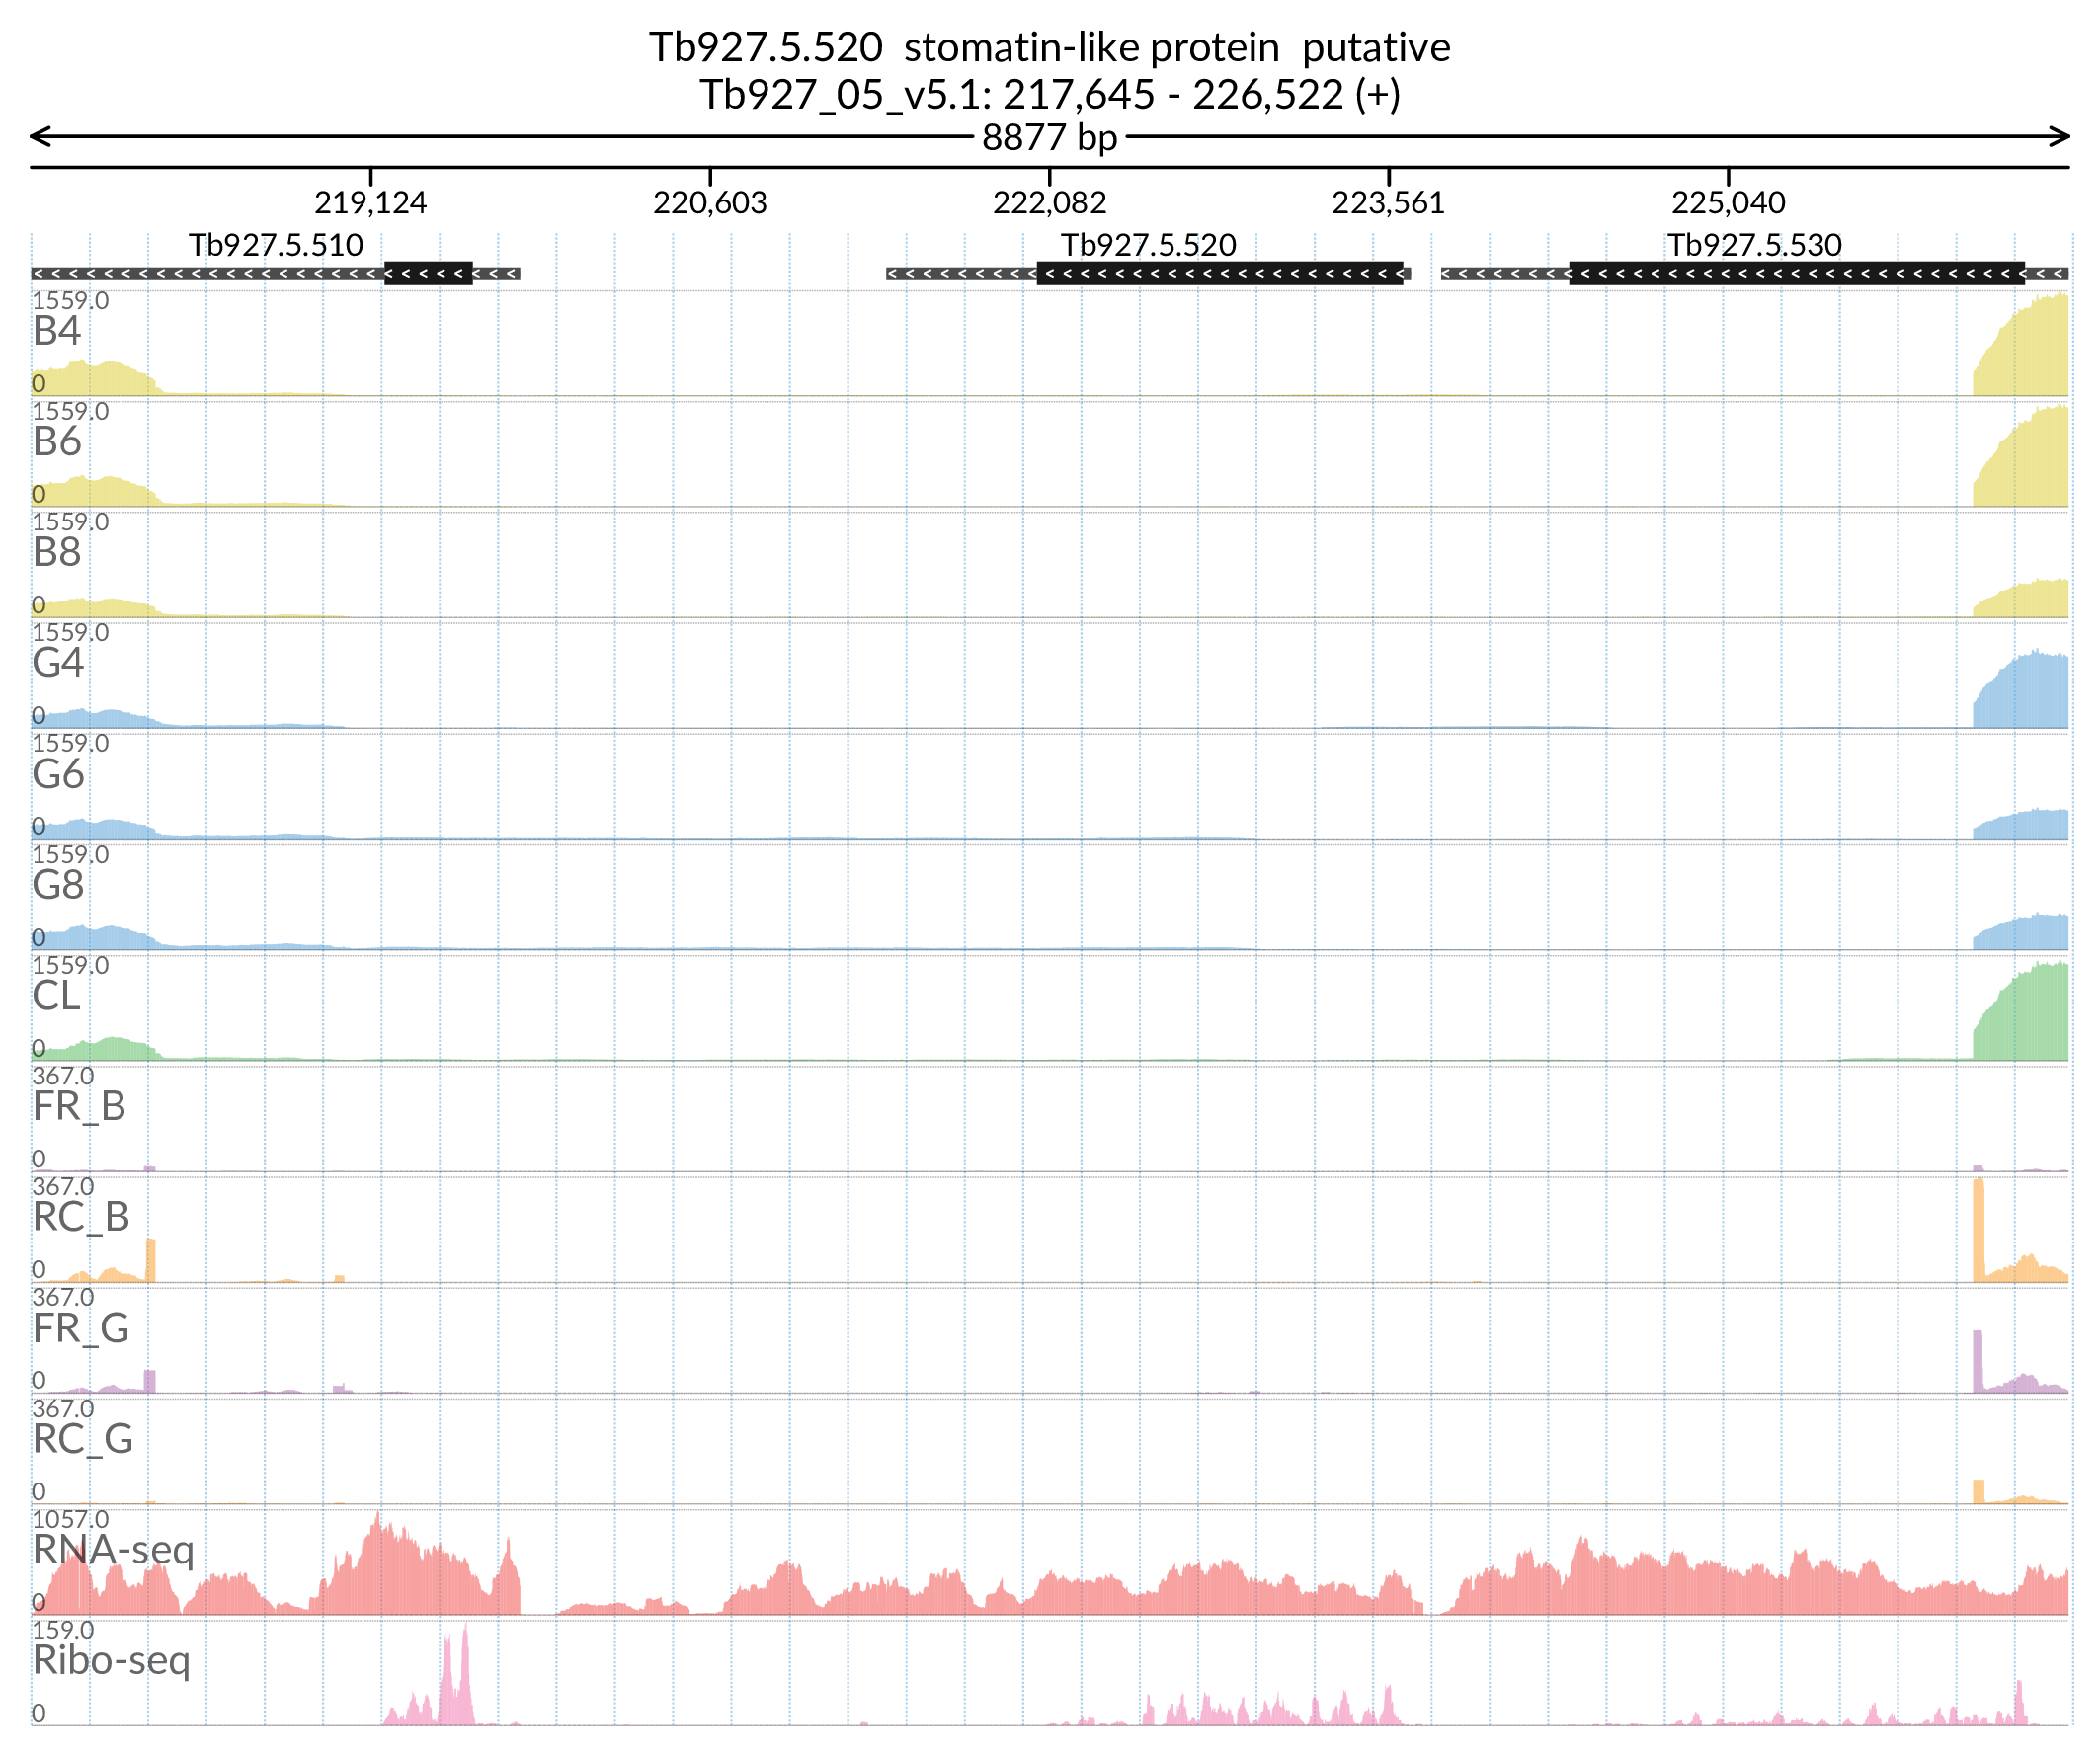 Tb927.5.520 stomatin-like protein putative
Tb927_05_v5.1: 217,645 - 226,522 (+)
8877 bp
219,124 220,603 222,082 223,561 225,040
Tb927.5.510 Tb927.5.520 Tb927.5.530
1559.0
B4
0
1559.0
B6
0
1559.0
B8
0
1559.0
G4
0
1559.0
G6
0
1559.0
G8
0
1559.0
CL
0
367.0
FR_B
0
367.0
RC_B
0
367.0
FR_G
0
367.0
RC_G
0
1057.0
RNA-seq
0
159.0
Ribo-seq
0